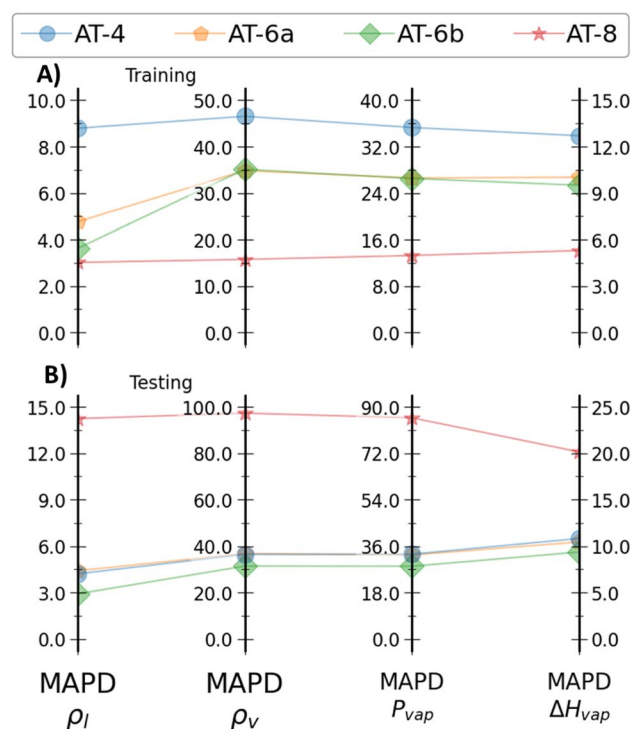 AT-4 AT-6a AT-6b AT-8
A) Training
10.0 50.0 40.0 15.0
8.0 40.0 32.0 12.0
6.0 30.0 24.0 9.0
4.0 20.0 16.0 6.0
2.0 10.0 8.0 3.0
0.0 0.0 0.0 0.0
B) Testing
15.0 100.0 90.0 25.0
12.0 80.0 72.0 20.0
9.0 60.0 54.0 15.0
6.0 40.0 36.0 10.0
3.0 20.0 18.0 5.0
0.0 0.0 0.0 0.0
MAPD MAPD MAPD MAPD
ρl ρv Pvap ΔHvap